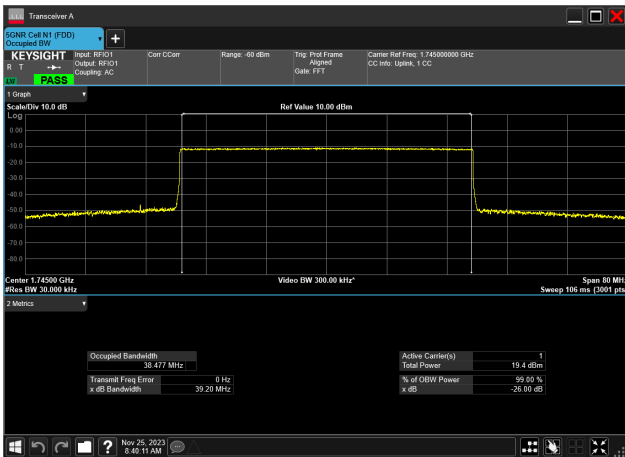 Transceiver A
5GNR Cell N1 (FDD)
Occupied BW
KEYSIGHT
R T
PASS
Input: RFIO1
Output: RFIO1
Coupling: AC
Corr CCorr
Range: -60 dBm
Trig: Prot Frame
Aligned
Gate: FFT
Carrier Ref Freq: 1.745000000 GHz
CC Info: Uplink, 1 CC
1 Graph
Scale/Div 10.0 dB
Ref Value 10.00 dBm
Log
0.00
-10.0
-20.0
-30.0
-40.0
-50.0
-60.0
-70.0
-80.0
Center 1.74500 GHz
Video BW 300.00 kHz*
Span 80 MHz
#Res BW 30.000 kHz
Sweep 106 ms (3001 pts
2 Metrics
Occupied Bandwidth
38.477 MHz
Transmit Freq Error 0 Hz
x dB Bandwidth 39.20 MHz
Active Carrier(s) 1
Total Power 19.4 dBm
% of OBW Power 99.00 %
x dB -26.00 dB
?
Nov 25, 2023
8:40:11 AM